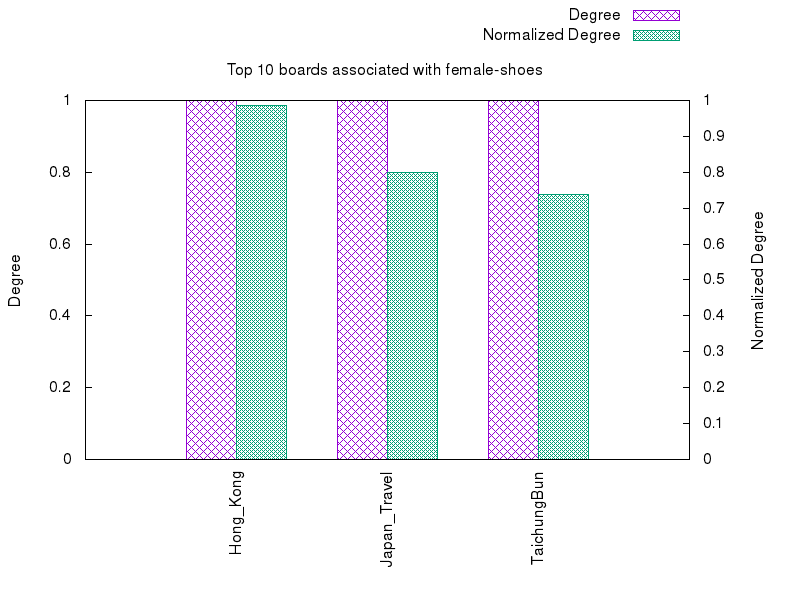 Degree
Normalized Degree
Top 10 boards associated with female-shoes
1
0.8
0.6
0.4
0.2
0
Degree
1
0.9
0.8
0.7
0.6
0.5
0.4
0.3
0.2
0.1
0
Normalized Degree
Hong_Kong
Japan_Travel
TaichungBun